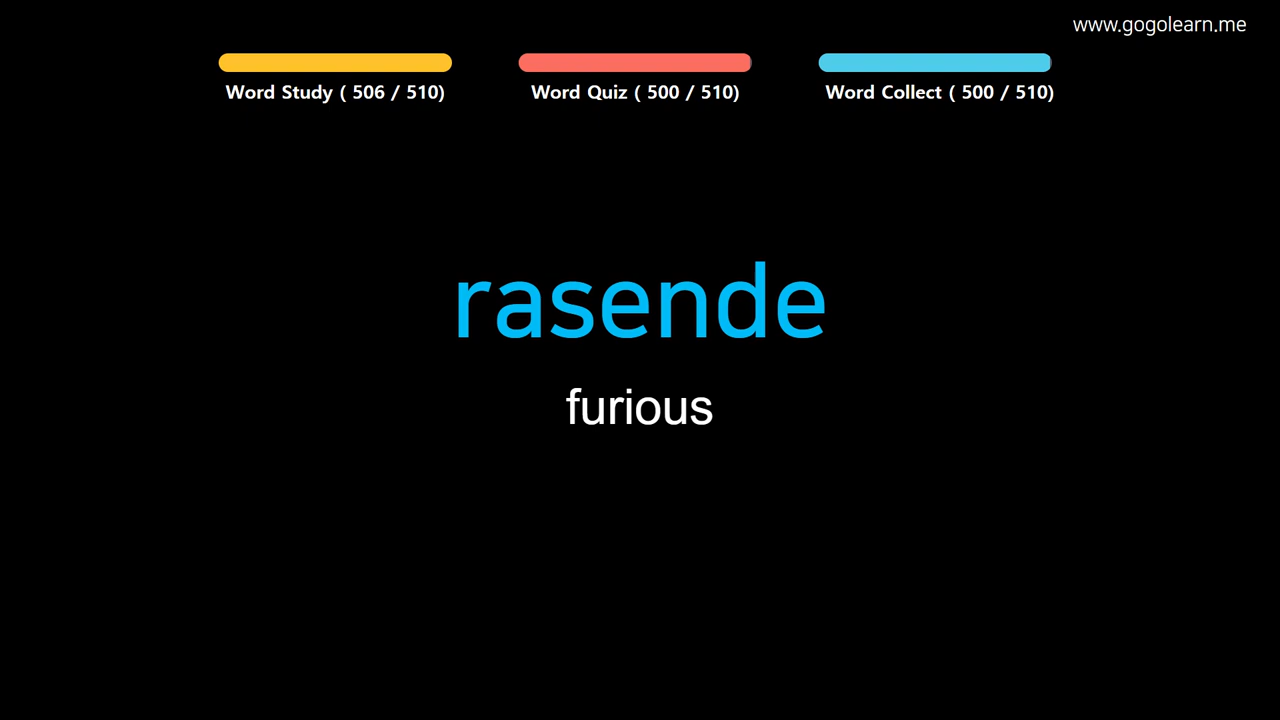 www.gogolearn.me
Word Study ( 506 / 510)
Word Quiz ( 500 / 510)
Word Collect ( 500 / 510)
rasende
furious